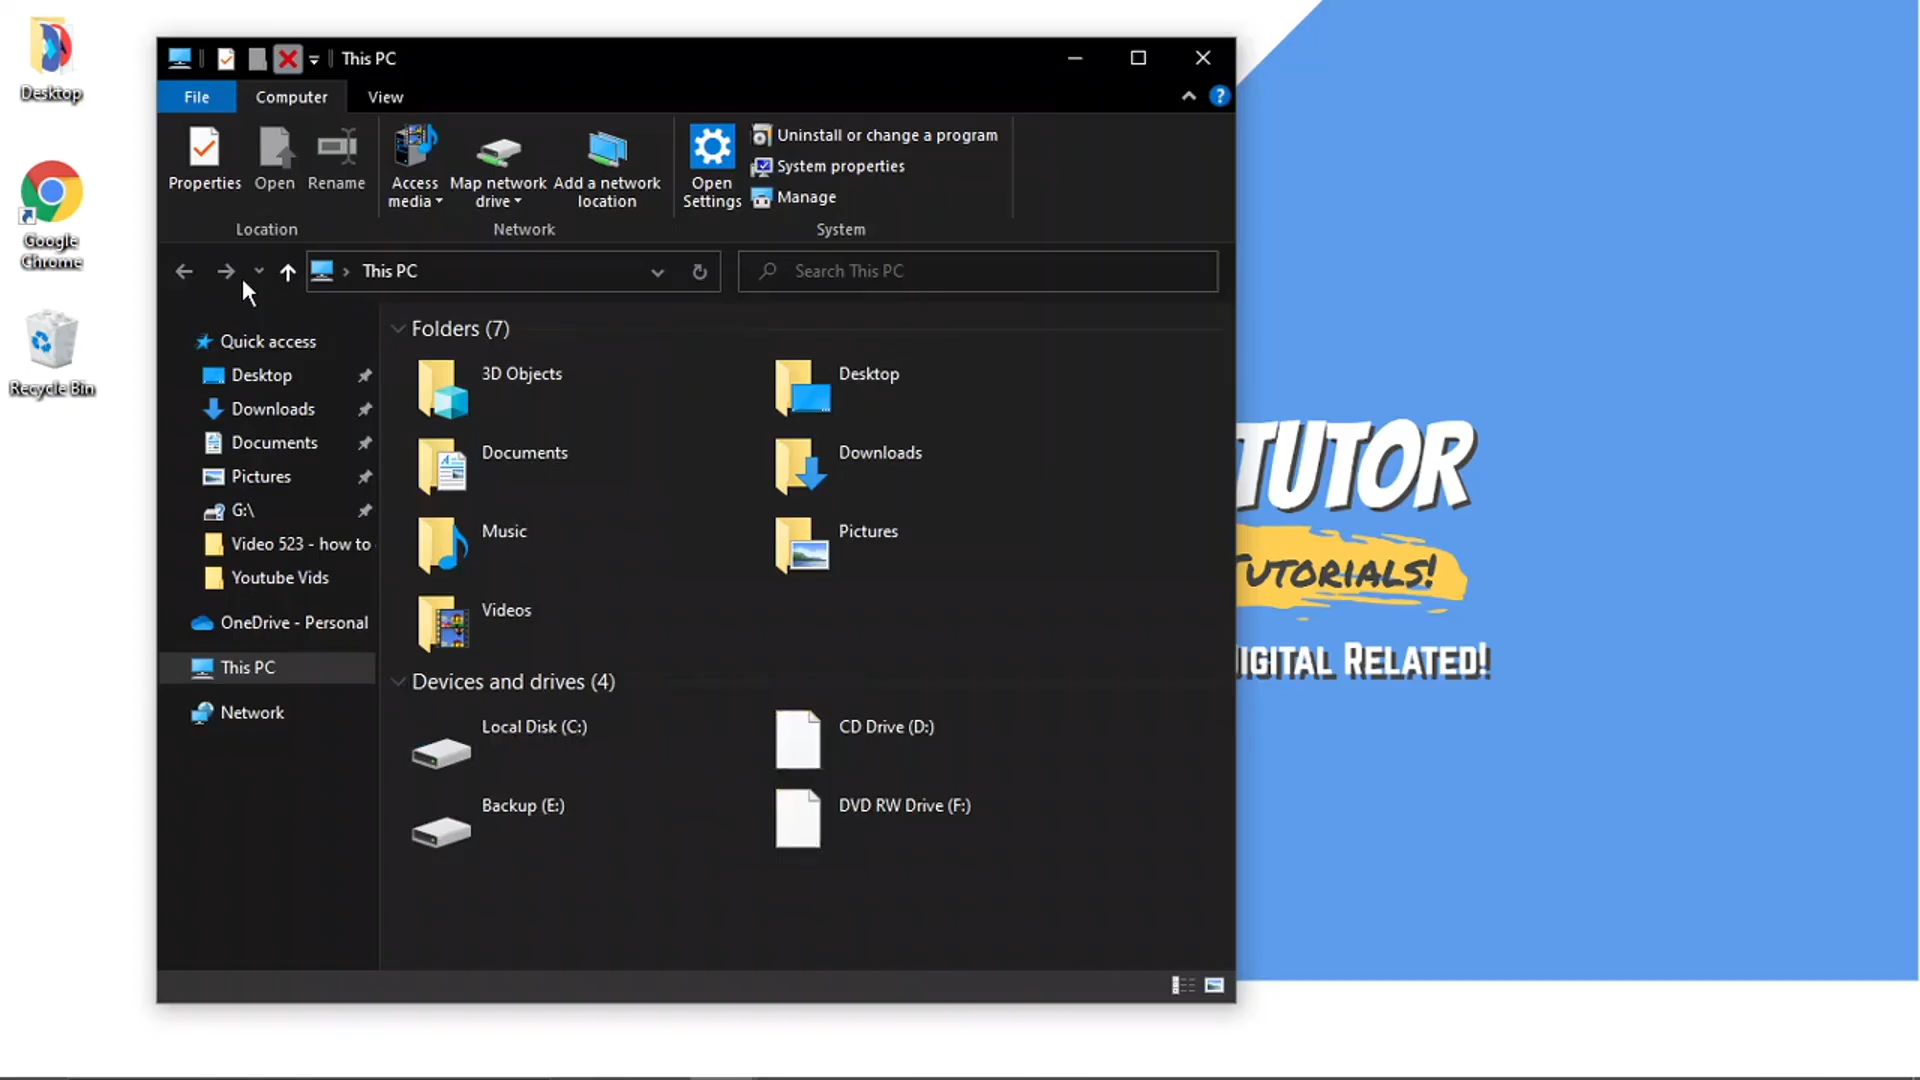 Desktop
Google
Chrome
Recycle Bin
This PC
File
Computer
View
?
Properties
Open
Rename
Access
media
Map network
drive
Add a network
location
Open
Settings
Uninstall or change a program
System properties
Manage
Location
Network
System
This PC
Search This PC
Quick access
Desktop
Downloads
Documents
Pictures
G:\
Video 523 - how to
Youtube Vids
OneDrive - Personal
This PC
Network
Folders (7)
3D Objects
Desktop
Documents
Downloads
Music
Pictures
Videos
Devices and drives (4)
Local Disk (C:)
CD Drive (D:)
Backup (E:)
DVD RW Drive (F:)
TUTOR
TUTORIALS!
IGITAL RELATED!